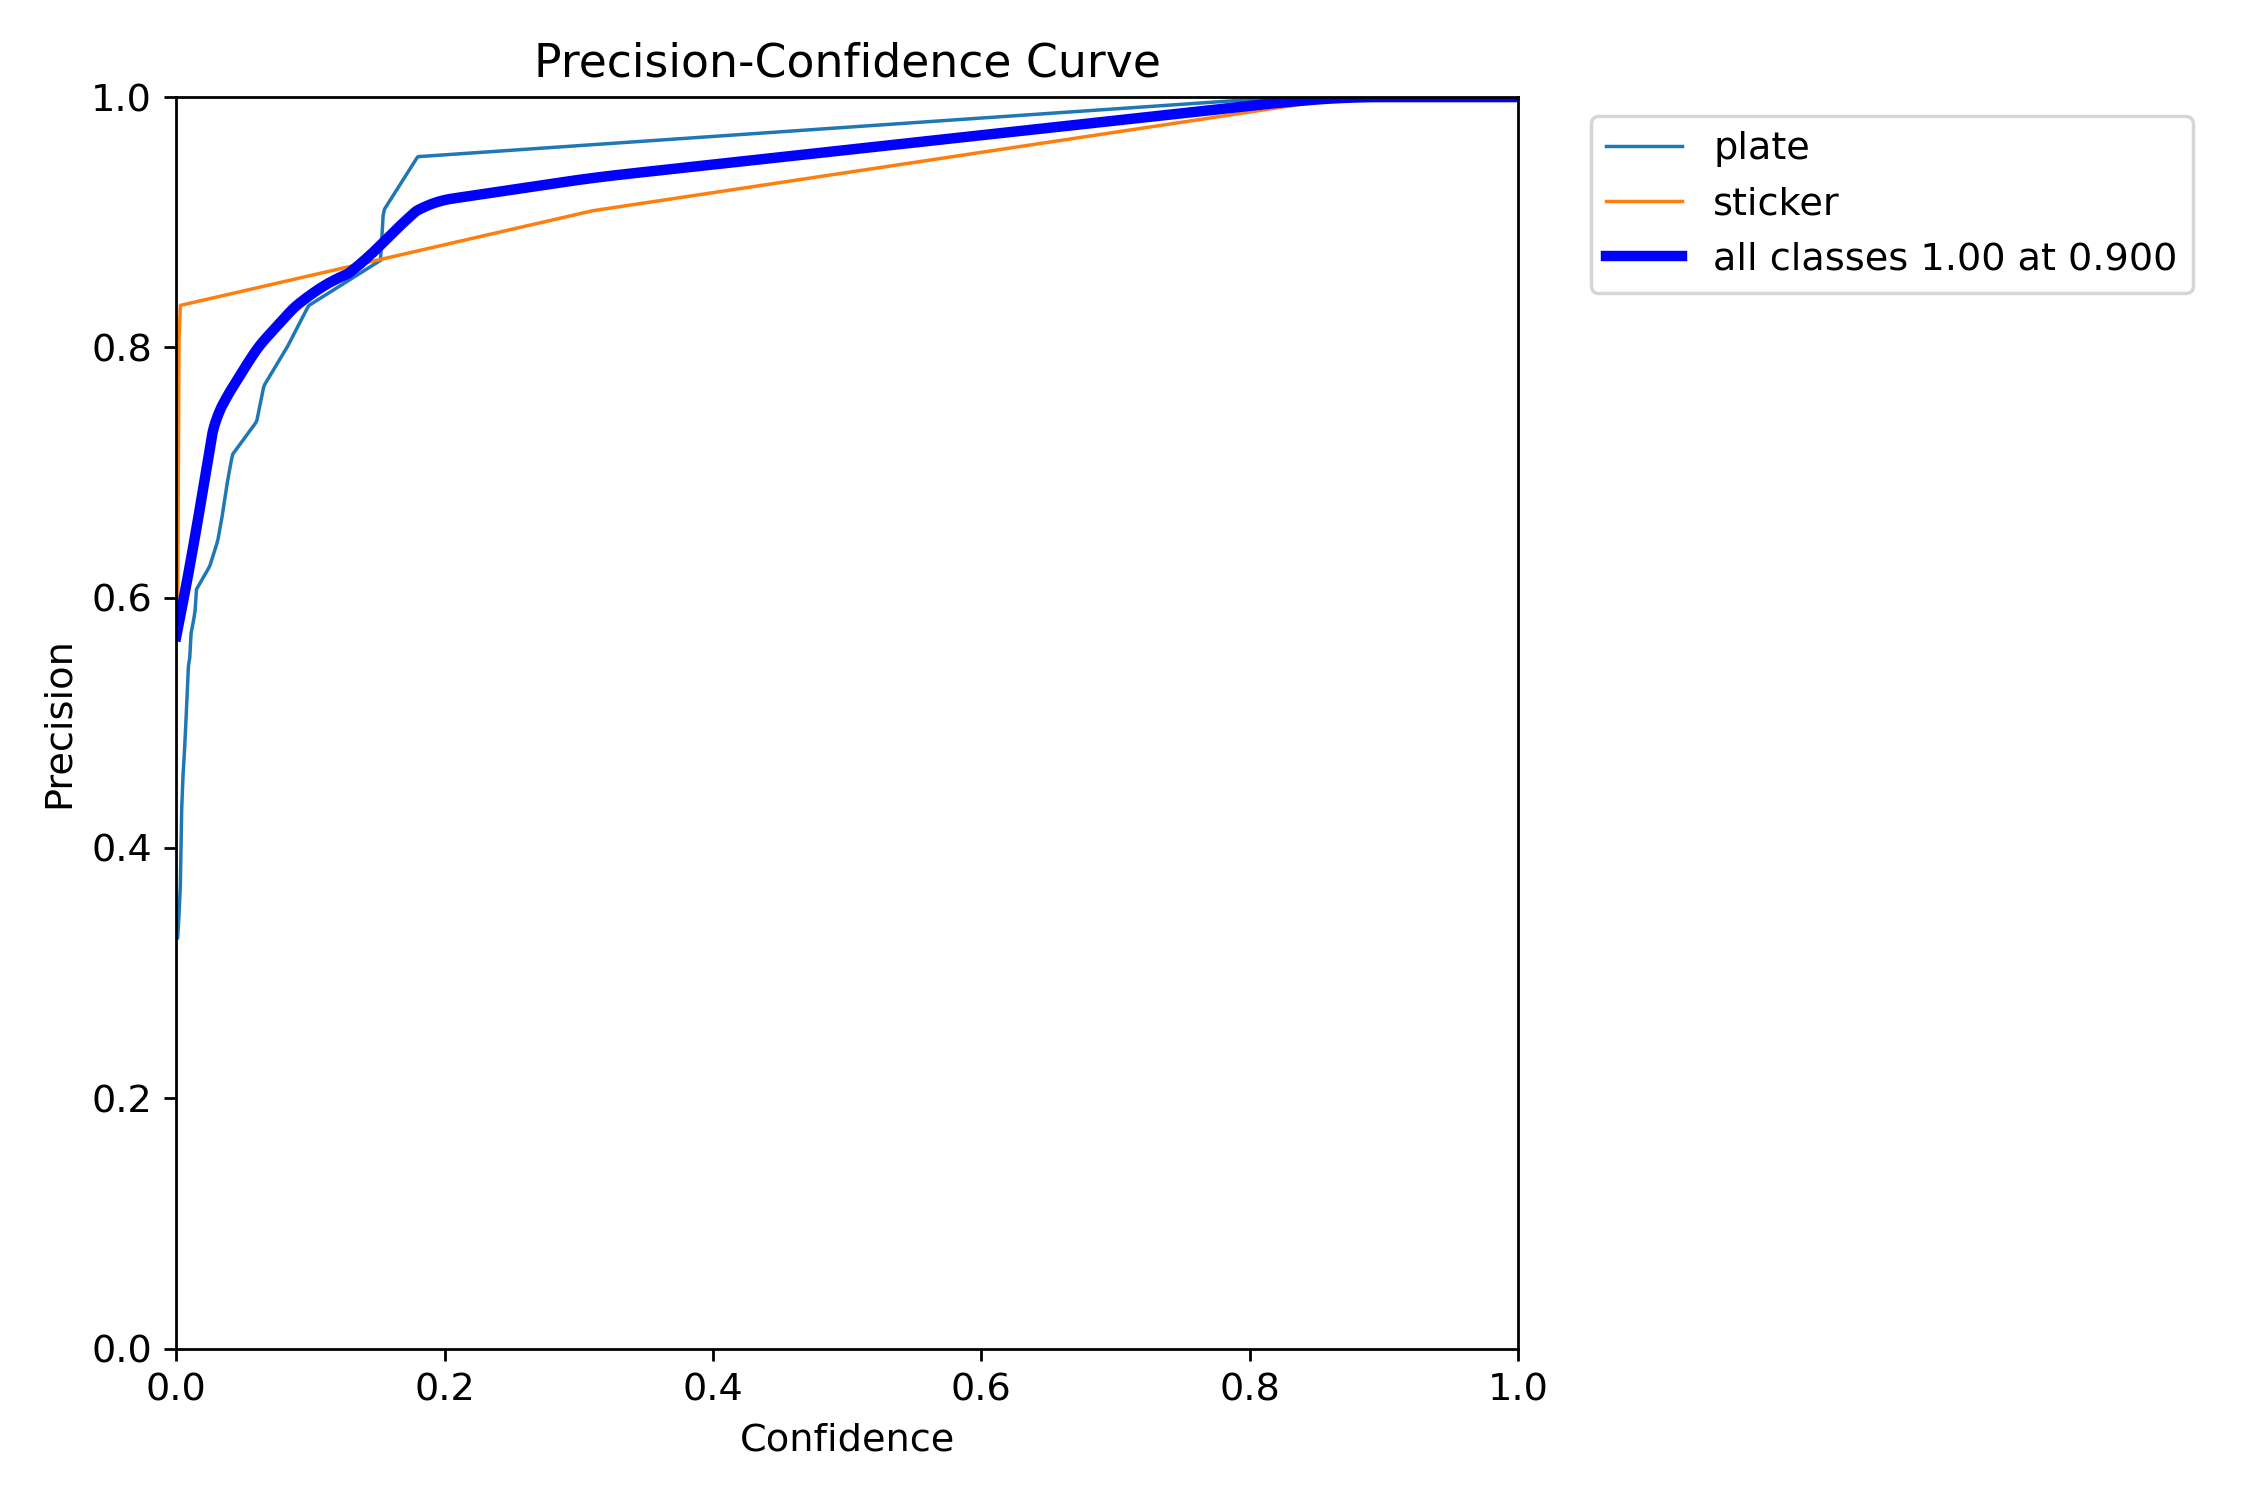 Precision-Confidence Curve
1.0
0.8
0.6
0.4
0.2
0.0
Precision
0.0 0.2 0.4 0.6 0.8 1.0
Confidence
plate
sticker
all classes 1.00 at 0.900